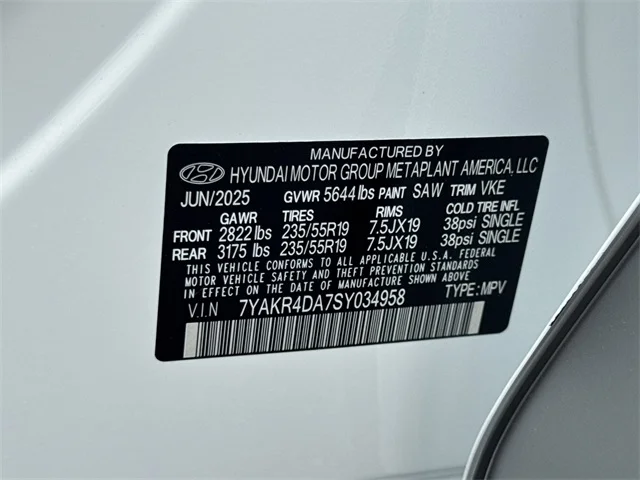 MANUFACTURED BY
HYUNDAI MOTOR GROUP METAPLANT AMERICA, LLC
JUN/2025 GVWR 5644 lbs PAINT SAW TRIM VKE
GAWR TIRES RIMS COLD TIRE INFL
FRONT 2822 lbs 235/55R19 7.5JX19 38psi SINGLE
REAR 3175 lbs 235/55R19 7.5JX19 38psi SINGLE
THIS VEHICLE CONFORMS TO ALL APPLICABLE U.S.A. FEDERAL
MOTOR VEHICLE SAFETY AND THEFT PREVENTION STANDARDS
IN EFFECT ON THE DATE OF MANUFACTURE SHOWN ABOVE.
V.I.N 7YAKR4DA7SY034958 TYPE: MPV